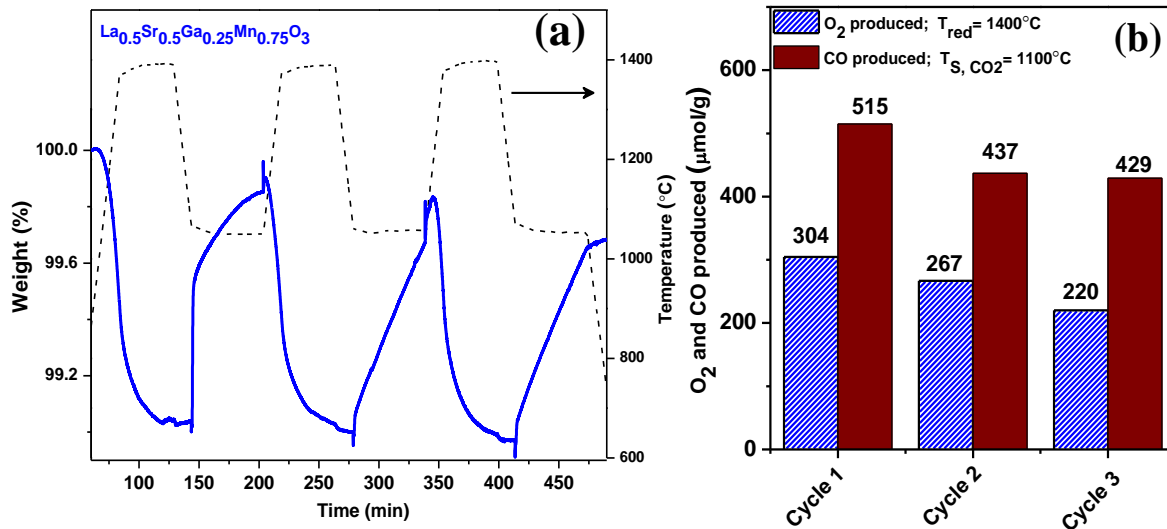 La0.5Sr0.5Ga0.25Mn0.75O3
(a)
Weight (%)
100.0
99.6
99.2
100 150 200 250 300 350 400 450
Time (min)
1400
1200
1000
800
600
Temperature (°C)
O2 produced; Tred= 1400°C
CO produced; TS, CO2= 1100°C
(b)
O2 and CO produced (µmol/g)
600
400
200
0
304
515
267
437
220
429
Cycle 1
Cycle 2
Cycle 3